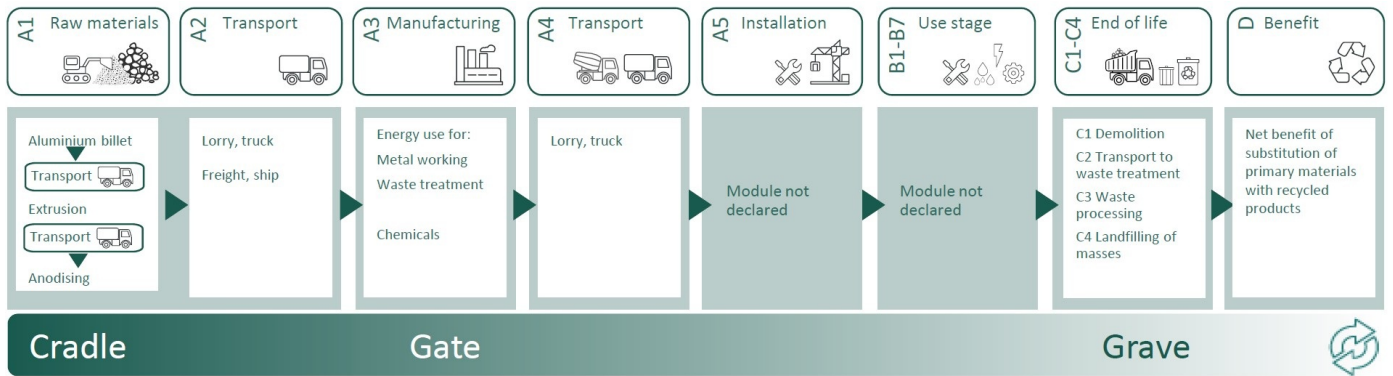 A1 Raw materials
A2 Transport
A3 Manufacturing
A4 Transport
A5 Installation
B1-B7 Use stage
C1-C4 End of life
D Benefit
Aluminium billet
Transport
Extrusion
Transport
Anodising
Lorry, truck
Freight, ship
Energy use for:
Metal working
Waste treatment
Chemicals
Lorry, truck
Module not
declared
Module not
declared
C1 Demolition
C2 Transport to
waste treatment
C3 Waste
processing
C4 Landfilling of
masses
Net benefit of
substitution of
primary materials
with recycled
products
Cradle
Gate
Grave